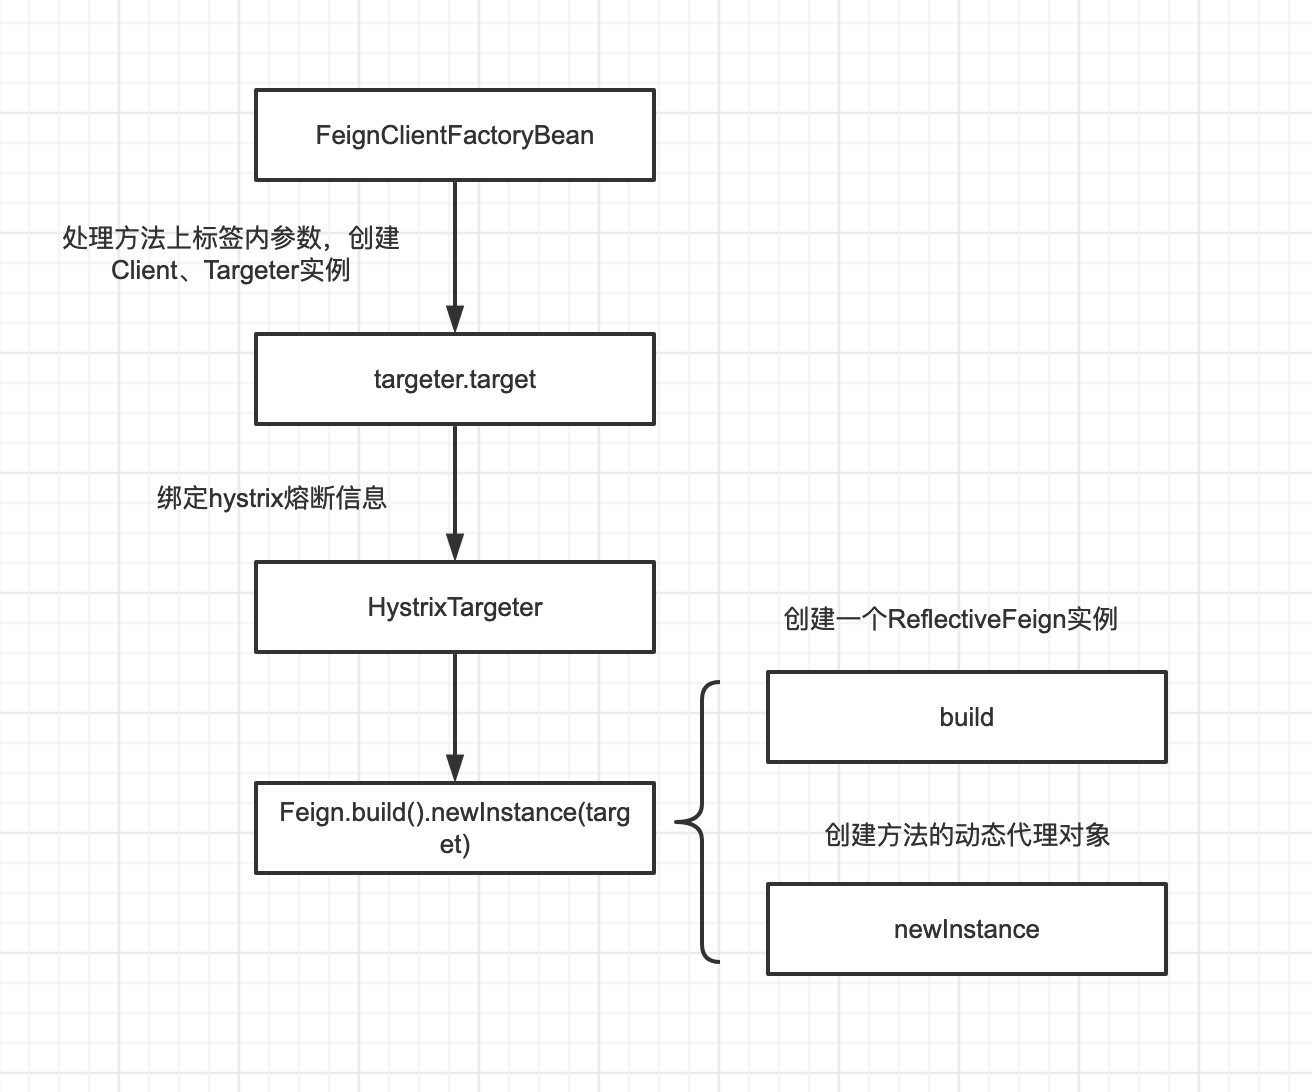 FeignClientFactoryBean
处理方法上标签内参数，创建
Client、Targeter实例
targeter.target
绑定hystrix熔断信息
HystrixTargeter
创建一个ReflectiveFeign实例
build
Feign.build().newInstance(targ
et)
创建方法的动态代理对象
newInstance